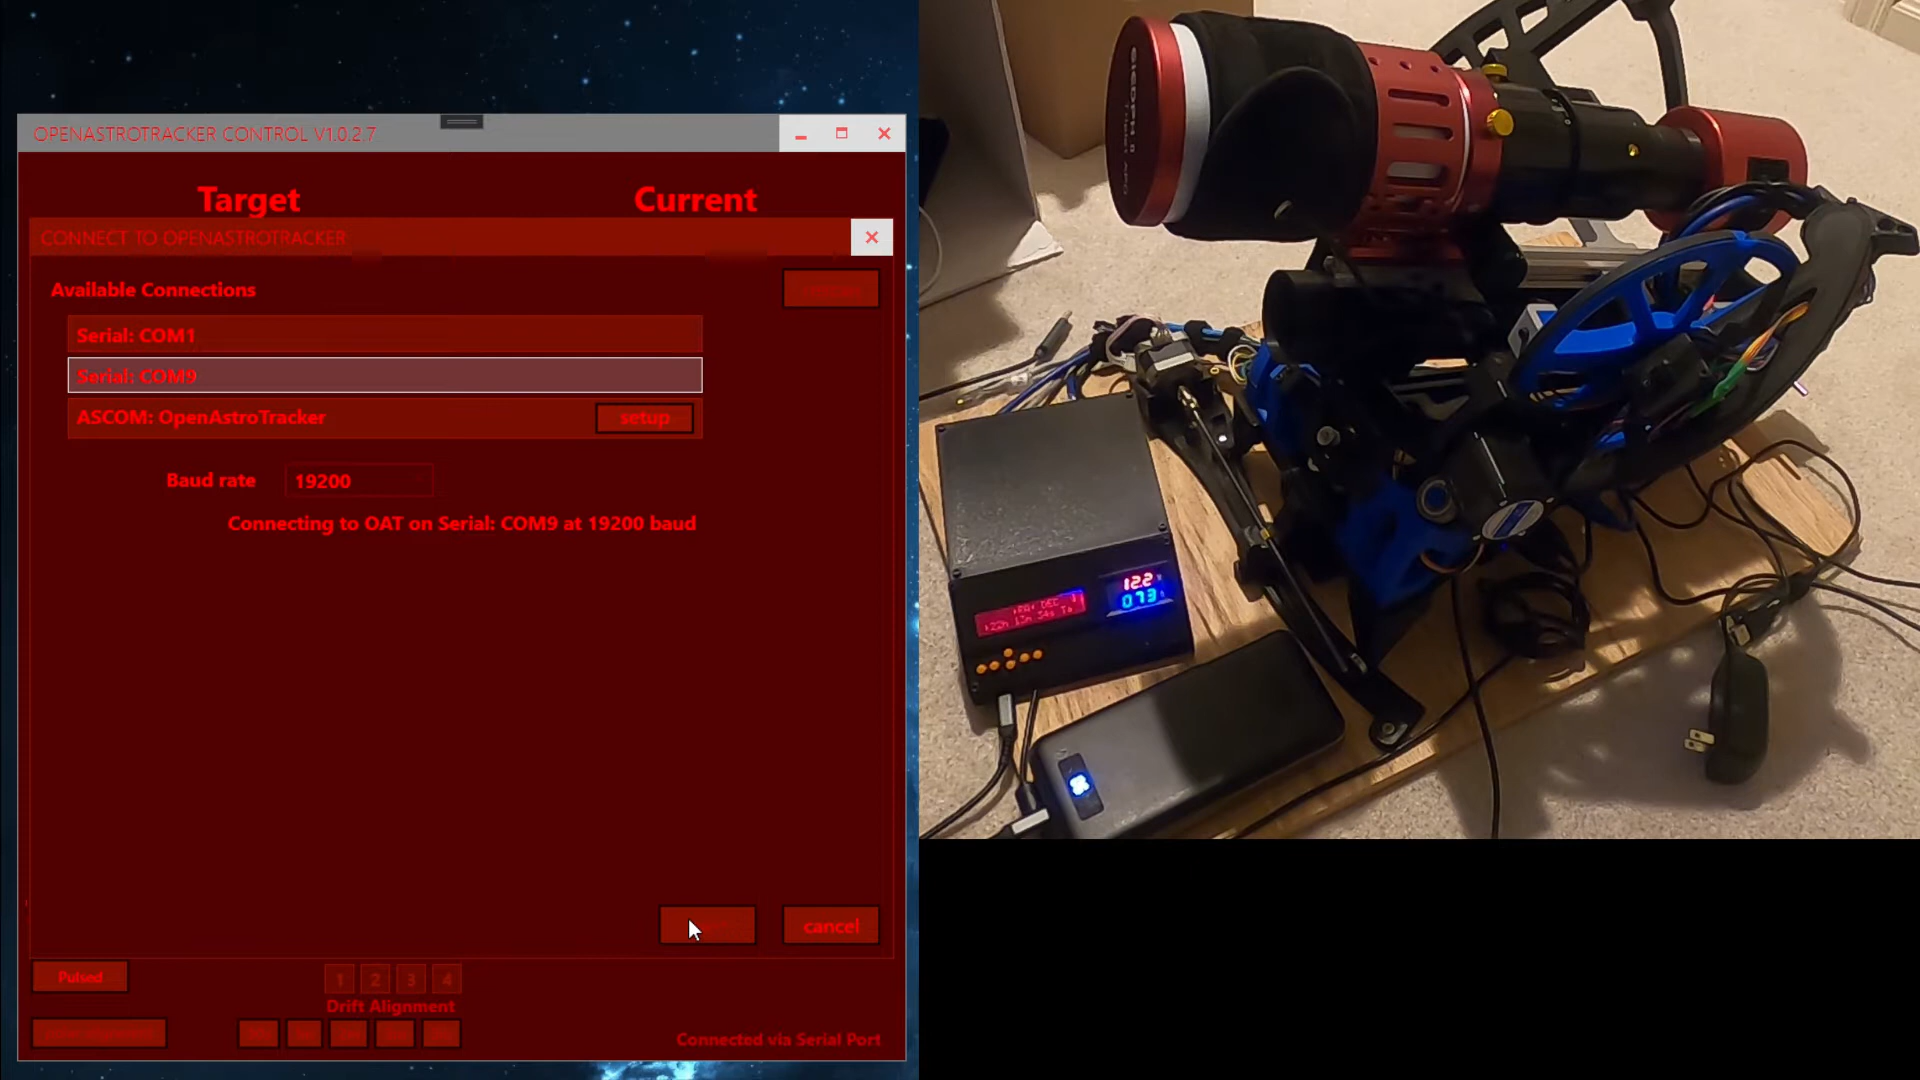 OPENASTROTRACKER CONTROL V1.0.2.7
Target
Current
CONNECT TO OPENASTROTRACKER
Available Connections
Serial: COM1
Serial: COM9
ASCOM: OpenAstroTracker
setup
Baud rate
19200
Connecting to OAT on Serial: COM9 at 19200 baud
cancel
Pulsed
1 2 3 4
Drift Alignment
Connected via Serial Port
12.2
073